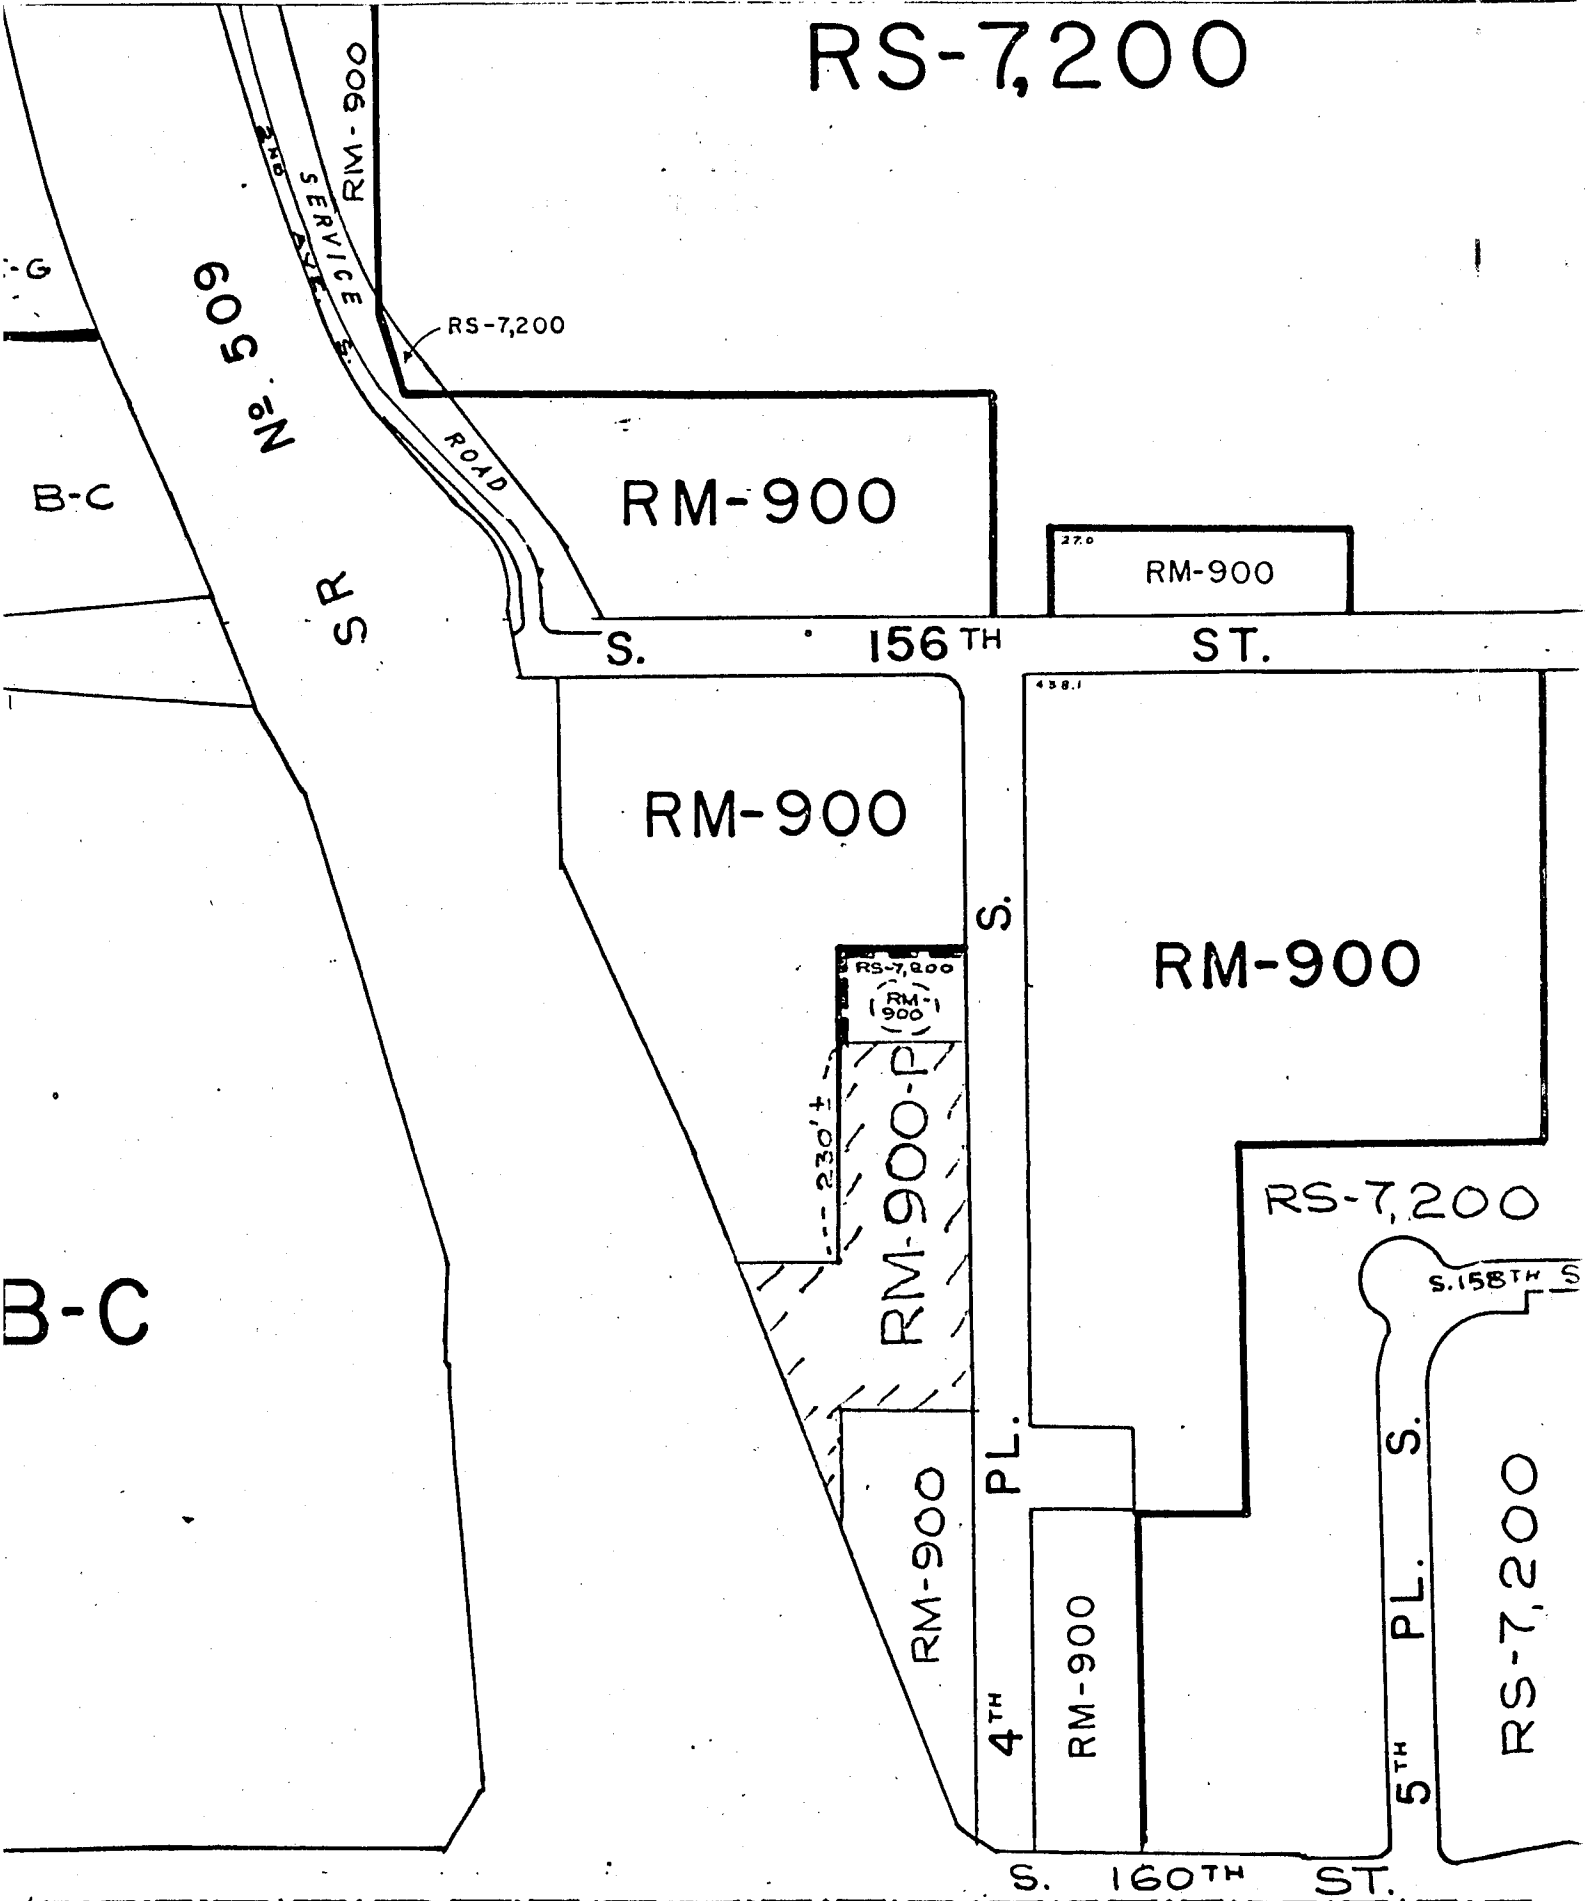 RS-7,200
RM-900
2ND AVE. S.
SERVICE ROAD
-G
SR Nº 509
RS-7,200
B-C
RM-900
27.0
RM-900
S. 156TH ST.
438.1
RM-900
RM-900
RS-7,200
(RM-900)
RM-900-P
230' ±
RS-7,200
S. 158TH S
B-C
4TH PL. S.
RM-900
RM-900
5TH PL. S.
RS-7,200
S. 160TH ST.